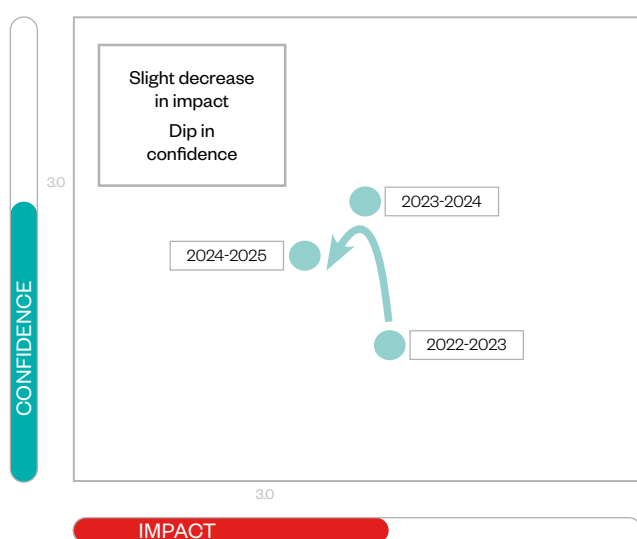 Slight decrease
in impact
Dip in
confidence
3.0
2023-2024
2024-2025
2022-2023
CONFIDENCE
3.0
IMPACT